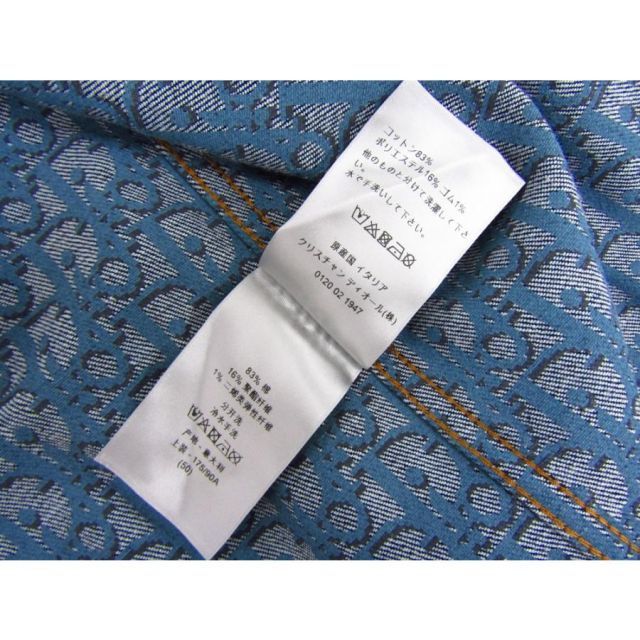 コットン83%
ポリエステル16% ゴム1%
他のものと分けて洗濯して下さ
い。
水で手洗いして下さい。
原産国 イタリア
クリスチャン ディオール(株)
0120 02 1947
83% 棉
16% 聚酯纤维
1% 二烯类弹性纤维
分开洗
冷水手洗
产地 - 意大利
上装 - 175/90A
(50)